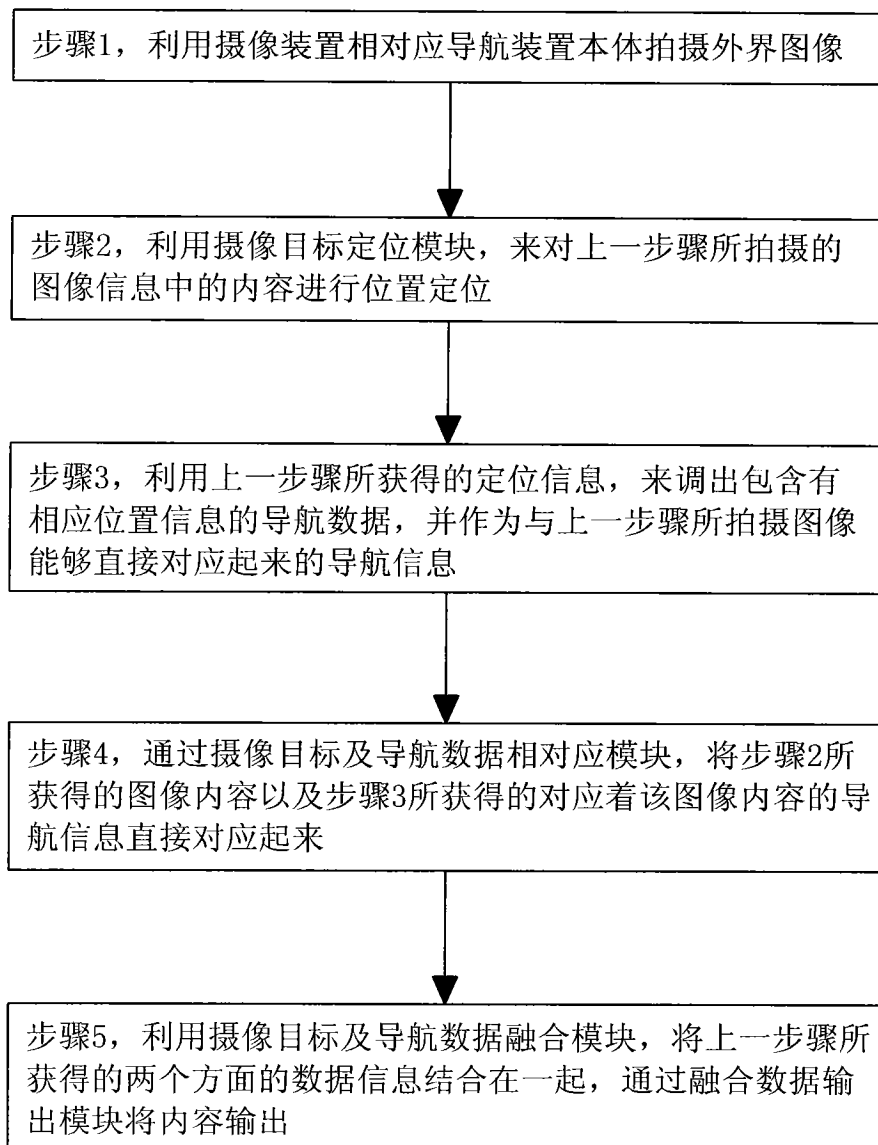 步骤1，利用摄像装置相对应导航装置本体拍摄外界图像
步骤2，利用摄像目标定位模块，来对上一步骤所拍摄的
图像信息中的内容进行位置定位
步骤3，利用上一步骤所获得的定位信息，来调出包含有
相应位置信息的导航数据，并作为与上一步骤所拍摄图像
能够直接对应起来的导航信息
步骤4，通过摄像目标及导航数据相对应模块，将步骤2所
获得的图像内容以及步骤3所获得的对应着该图像内容的导
航信息直接对应起来
步骤5，利用摄像目标及导航数据融合模块，将上一步骤所
获得的两个方面的数据信息结合在一起，通过融合数据输
出模块将内容输出